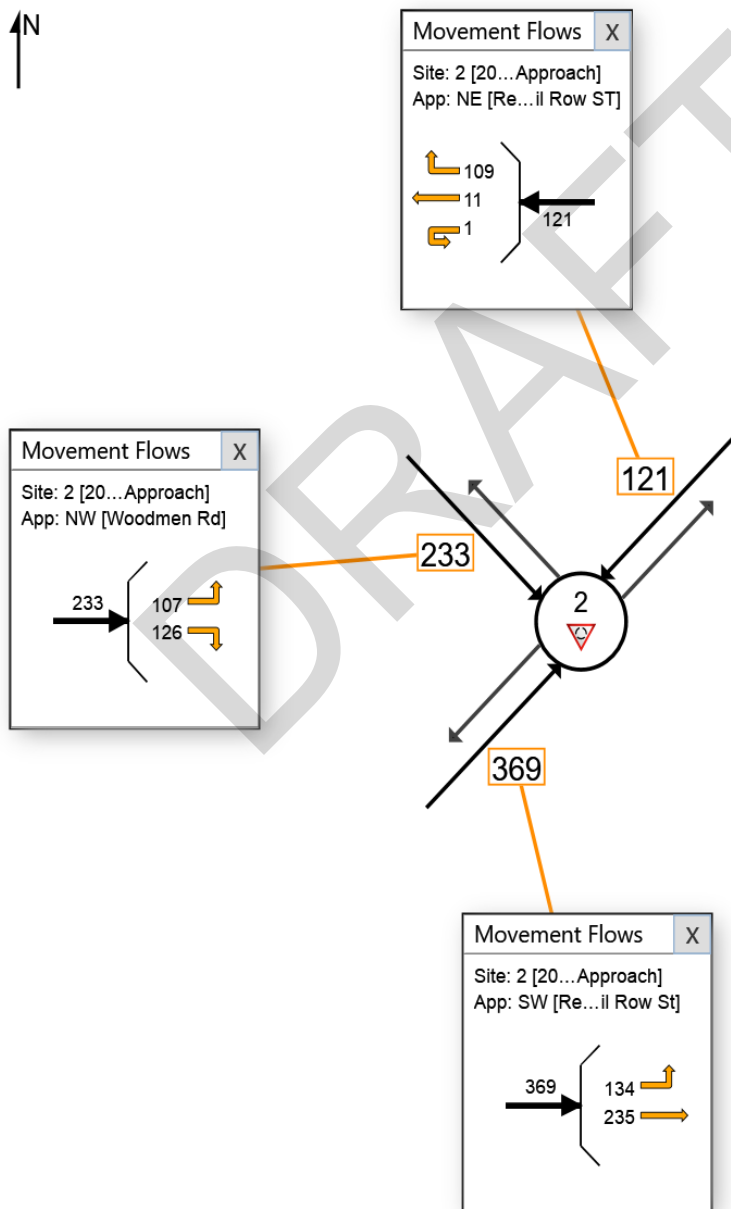 N
Movement Flows X
Site: 2 [20...Approach]
App: NE [Re...il Row ST]
109
11
1
121
121
Movement Flows X
Site: 2 [20...Approach]
App: NW [Woodmen Rd]
233
107
126
233
2
369
Movement Flows X
Site: 2 [20...Approach]
App: SW [Re...il Row St]
369
134
235
DRAFT